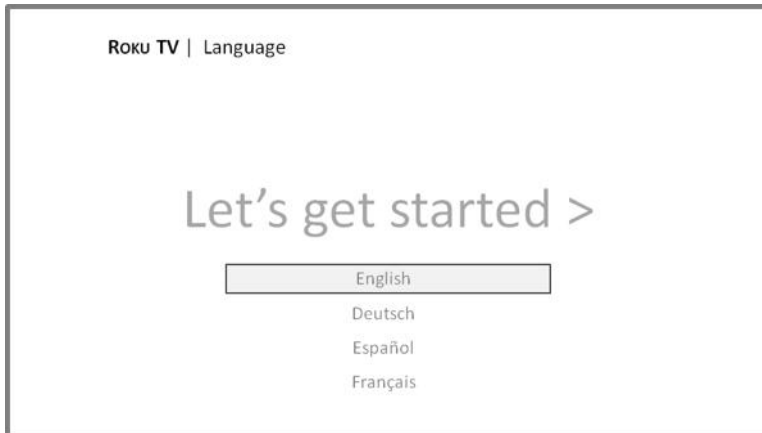 Roku TV | Language
Let's get started >
English
Deutsch
Español
Français